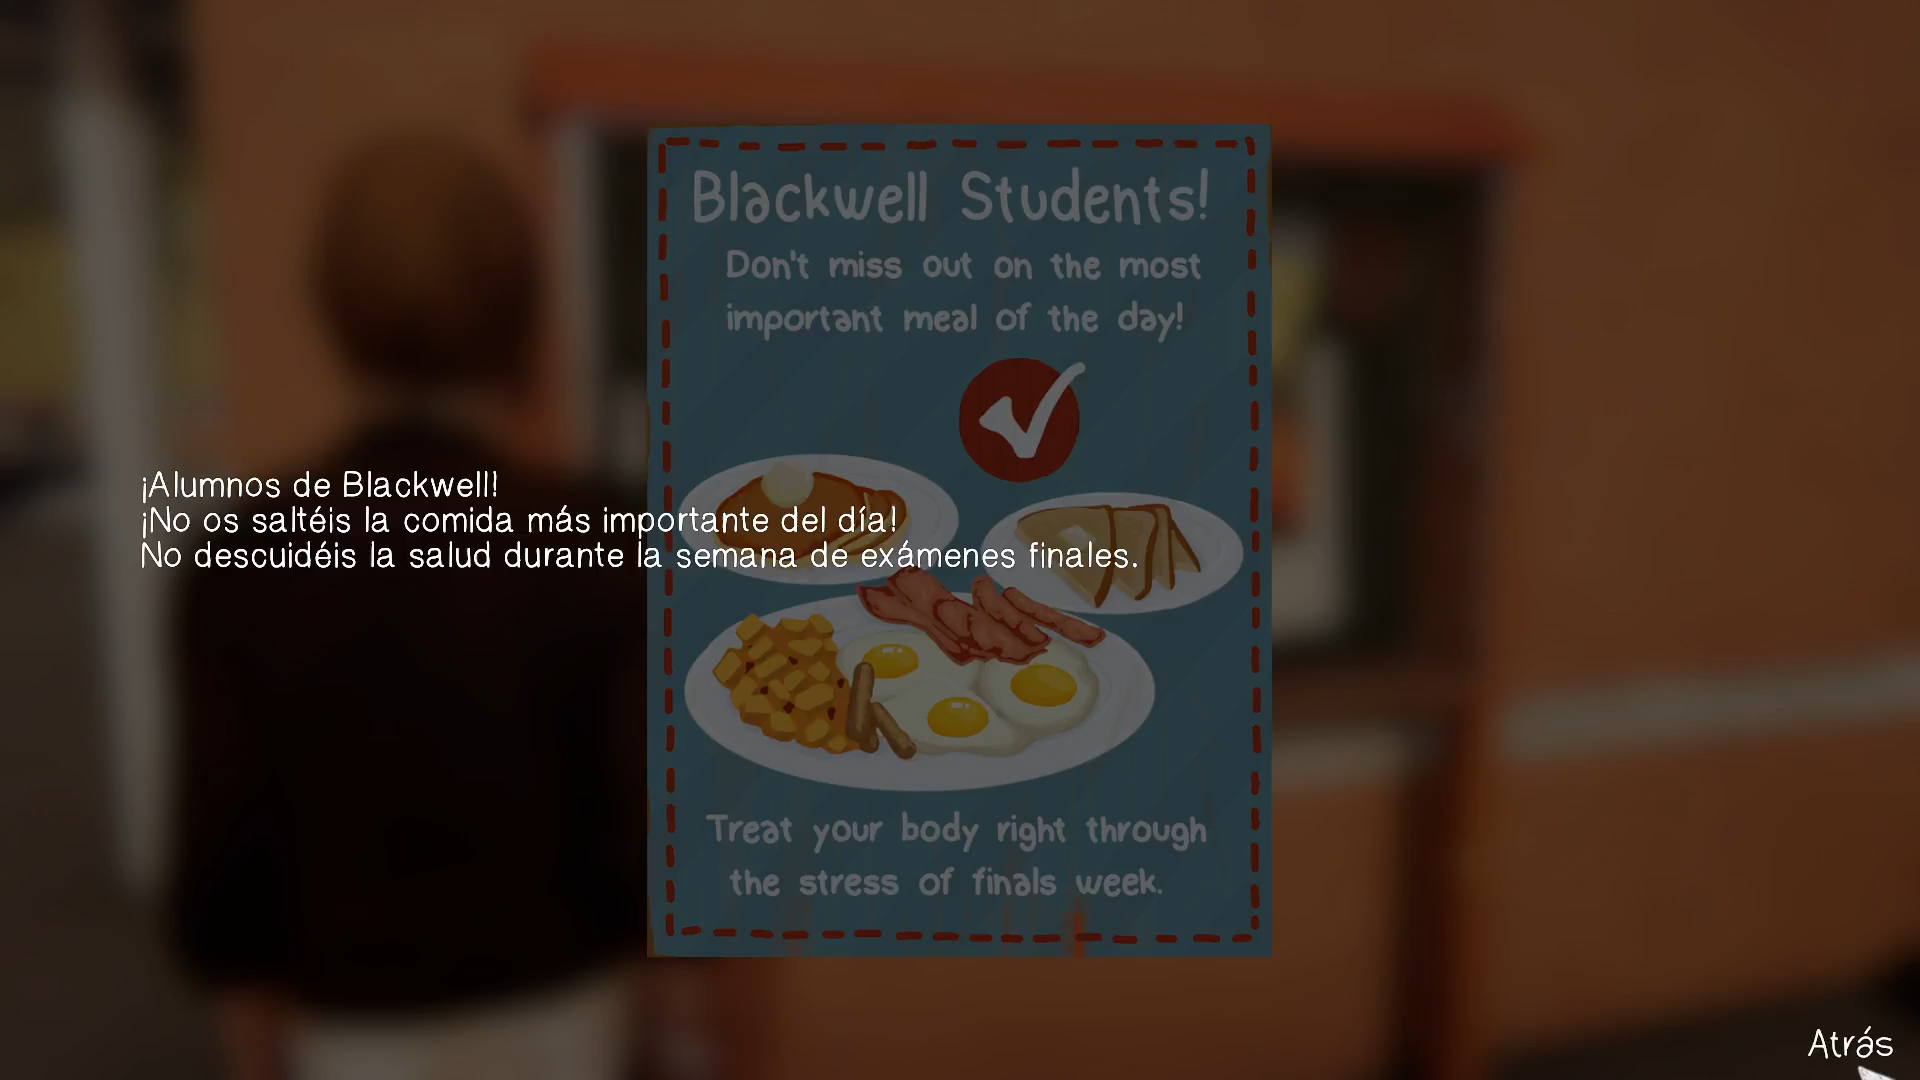 Blackwell Students!
Don't miss out on the most
important meal of the day!
¡Alumnos de Blackwell!
¡No os saltéis la comida más importante del día!
No descuidéis la salud durante la semana de exámenes finales.
Treat your body right through
the stress of finals week.
Atrás